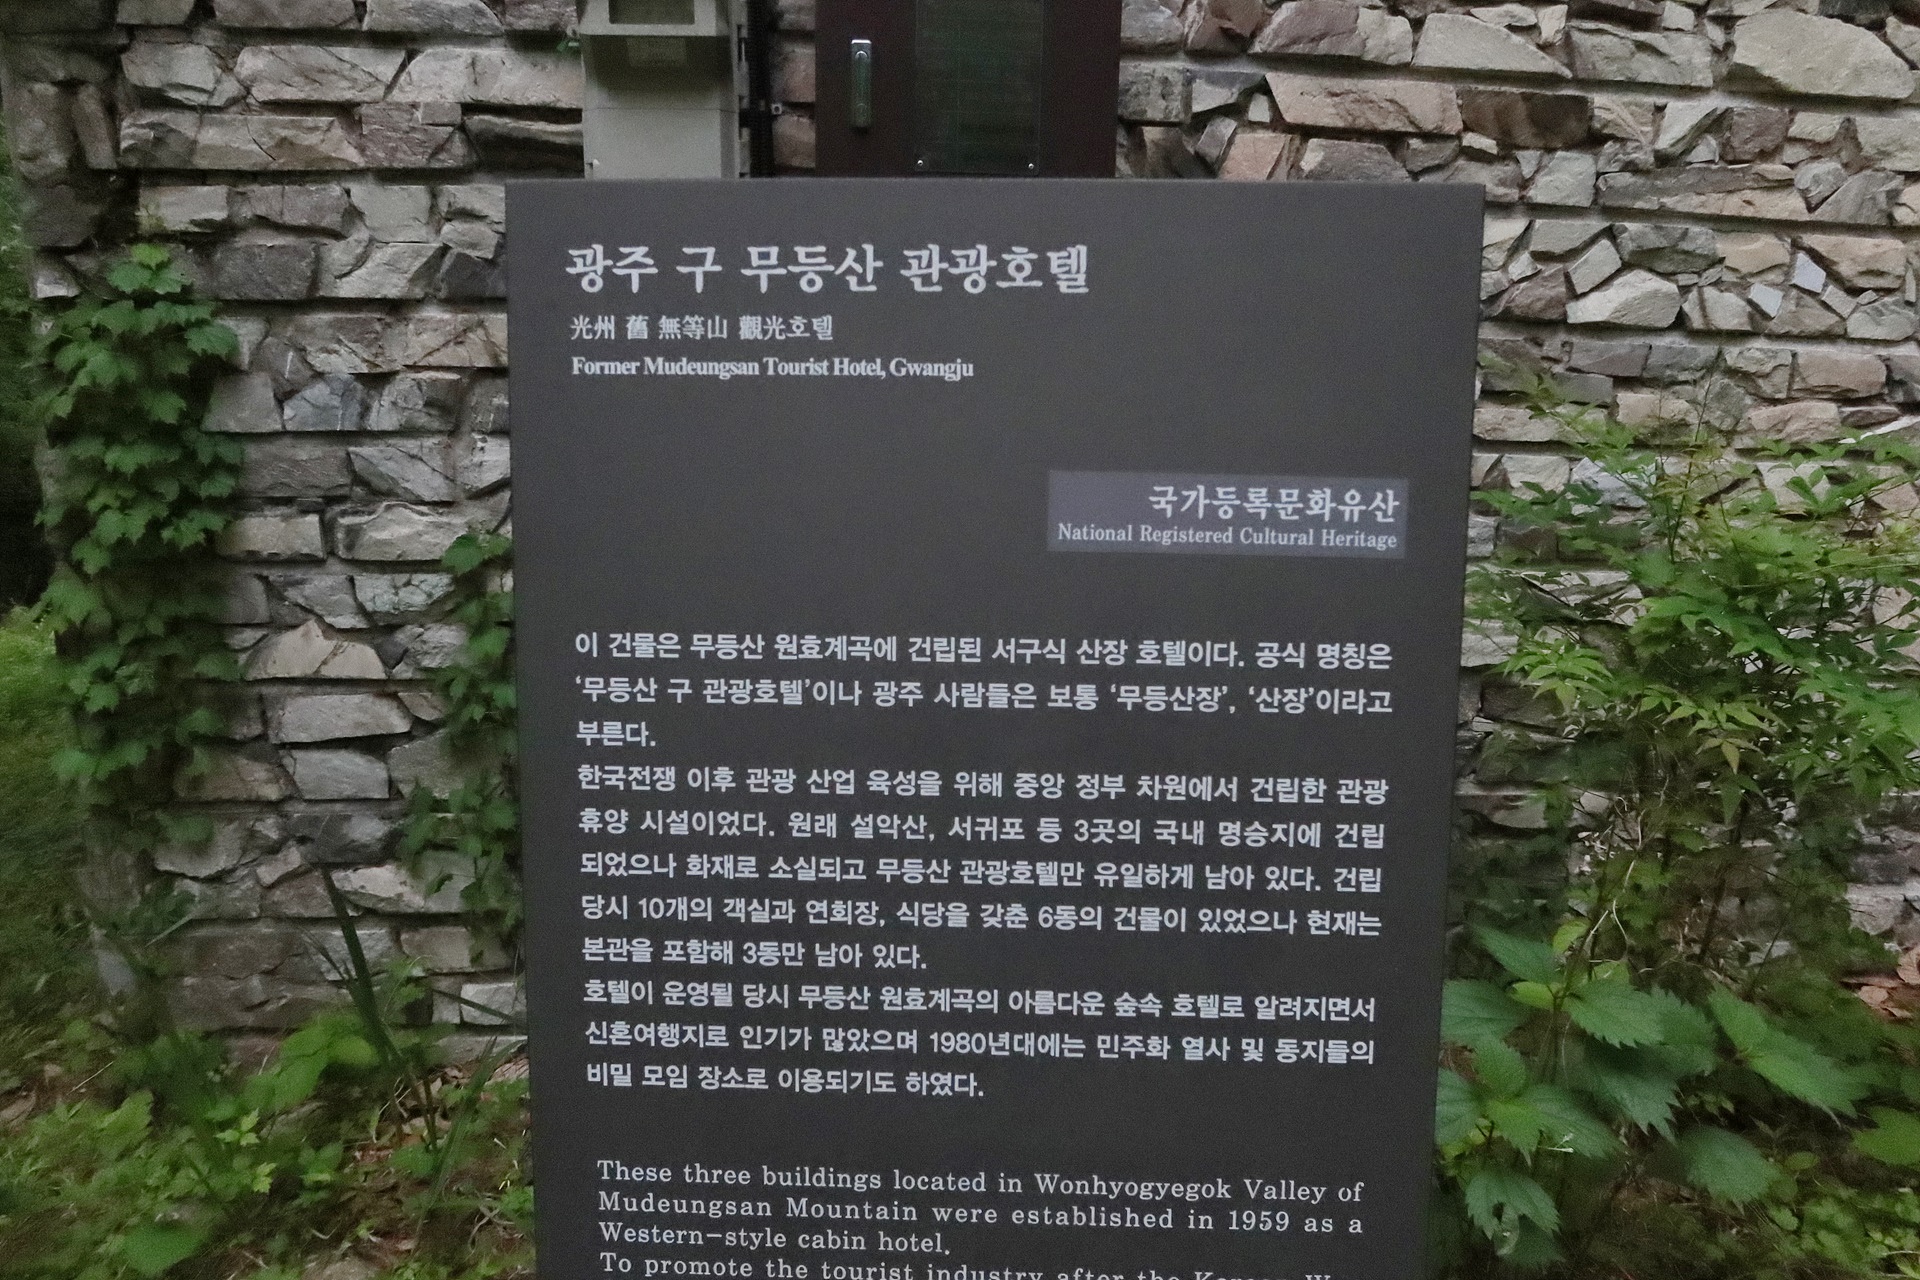 광주 구 무등산 관광호텔
光州 舊 無等山 觀光호텔
Former Mudeungsan Tourist Hotel, Gwangju
국가등록문화유산
National Registered Cultural Heritage
이 건물은 무등산 원효계곡에 건립된 서구식 산장 호텔이다. 공식 명칭은
‘무등산 구 관광호텔’이나 광주 사람들은 보통 ‘무등산장’, ‘산장’이라고
부른다.
한국전쟁 이후 관광 산업 육성을 위해 중앙 정부 차원에서 건립한 관광
휴양 시설이었다. 원래 설악산, 서귀포 등 3곳의 국내 명승지에 건립
되었으나 화재로 소실되고 무등산 관광호텔만 유일하게 남아 있다. 건립
당시 10개의 객실과 연회장, 식당을 갖춘 6동의 건물이 있었으나 현재는
본관을 포함해 3동만 남아 있다.
호텔이 운영될 당시 무등산 원효계곡의 아름다운 숲속 호텔로 알려지면서
신혼여행지로 인기가 많았으며 1980년대에는 민주화 열사 및 동지들의
비밀 모임 장소로 이용되기도 하였다.
These three buildings located in Wonhyogyegok Valley of
Mudeungsan Mountain were established in 1959 as a
Western-style cabin hotel.
To promote the tourist industry after the